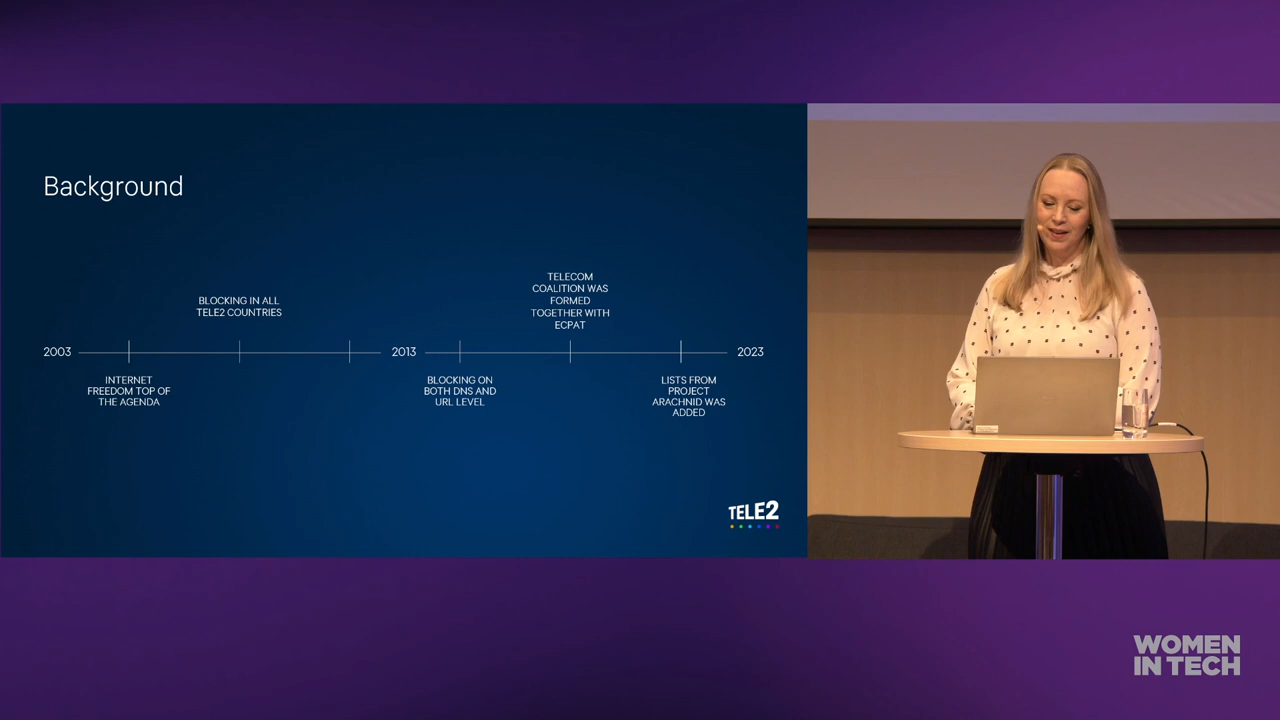 Background
2003
INTERNET
FREEDOM TOP OF
THE AGENDA
BLOCKING IN ALL
TELE2 COUNTRIES
2013
BLOCKING ON
BOTH DNS AND
URL LEVEL
TELECOM
COALITION WAS
FORMED
TOGETHER WITH
ECPAT
LISTS FROM
PROJECT
ARACHNID WAS
ADDED
2023
TELE2
WOMEN
IN TECH